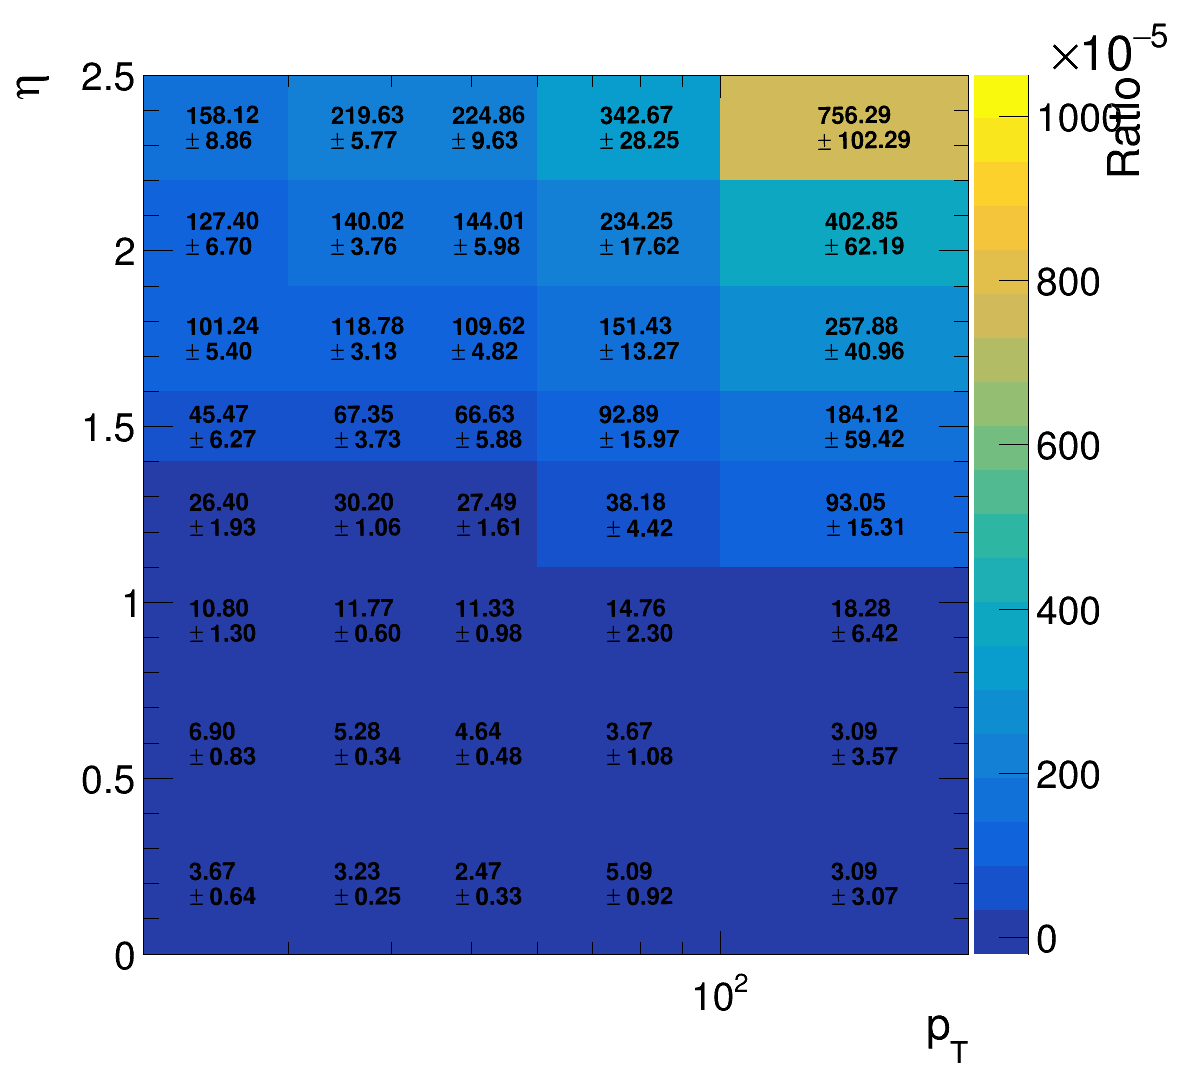 ×10⁻⁵
η
2.5
158.12 219.63 224.86 342.67 756.29
± 8.86 ± 5.77 ± 9.63 ± 28.25 ± 102.29
1000
Ratio
127.40 140.02 144.01 234.25 402.85
± 6.70 ± 3.76 ± 5.98 ± 17.62 ± 62.19
2
800
101.24 118.78 109.62 151.43 257.88
± 5.40 ± 3.13 ± 4.82 ± 13.27 ± 40.96
1.5
45.47 67.35 66.63 92.89 184.12
± 6.27 ± 3.73 ± 5.88 ± 15.97 ± 59.42
600
26.40 30.20 27.49 38.18 93.05
± 1.93 ± 1.06 ± 1.61 ± 4.42 ± 15.31
1
10.80 11.77 11.33 14.76 18.28
± 1.30 ± 0.60 ± 0.98 ± 2.30 ± 6.42
400
6.90 5.28 4.64 3.67 3.09
± 0.83 ± 0.34 ± 0.48 ± 1.08 ± 3.57
0.5
200
3.67 3.23 2.47 5.09 3.09
± 0.64 ± 0.25 ± 0.33 ± 0.92 ± 3.07
0
0
10²
p_T